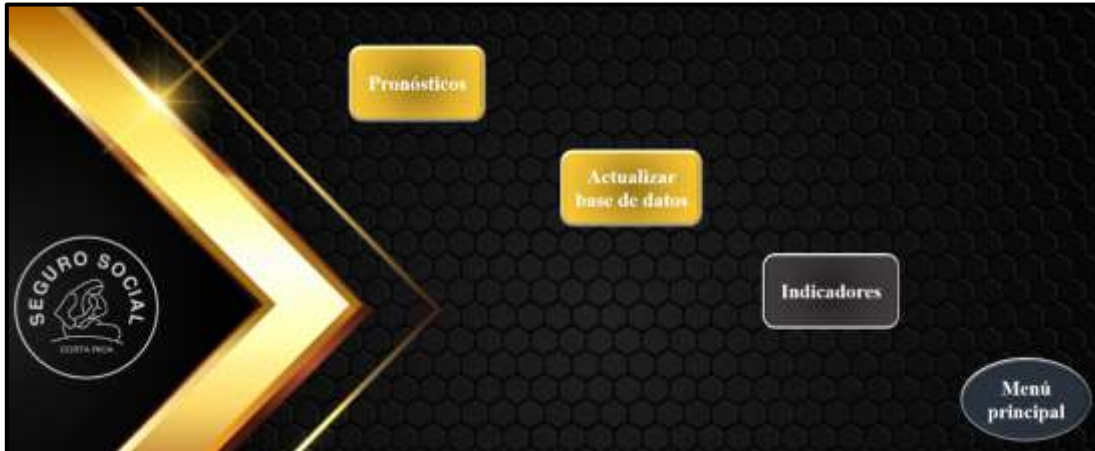 Pronósticos
Actualizar
base de datos
Indicadores
SEGURO SOCIAL
COSTA RICA
Menú
principal